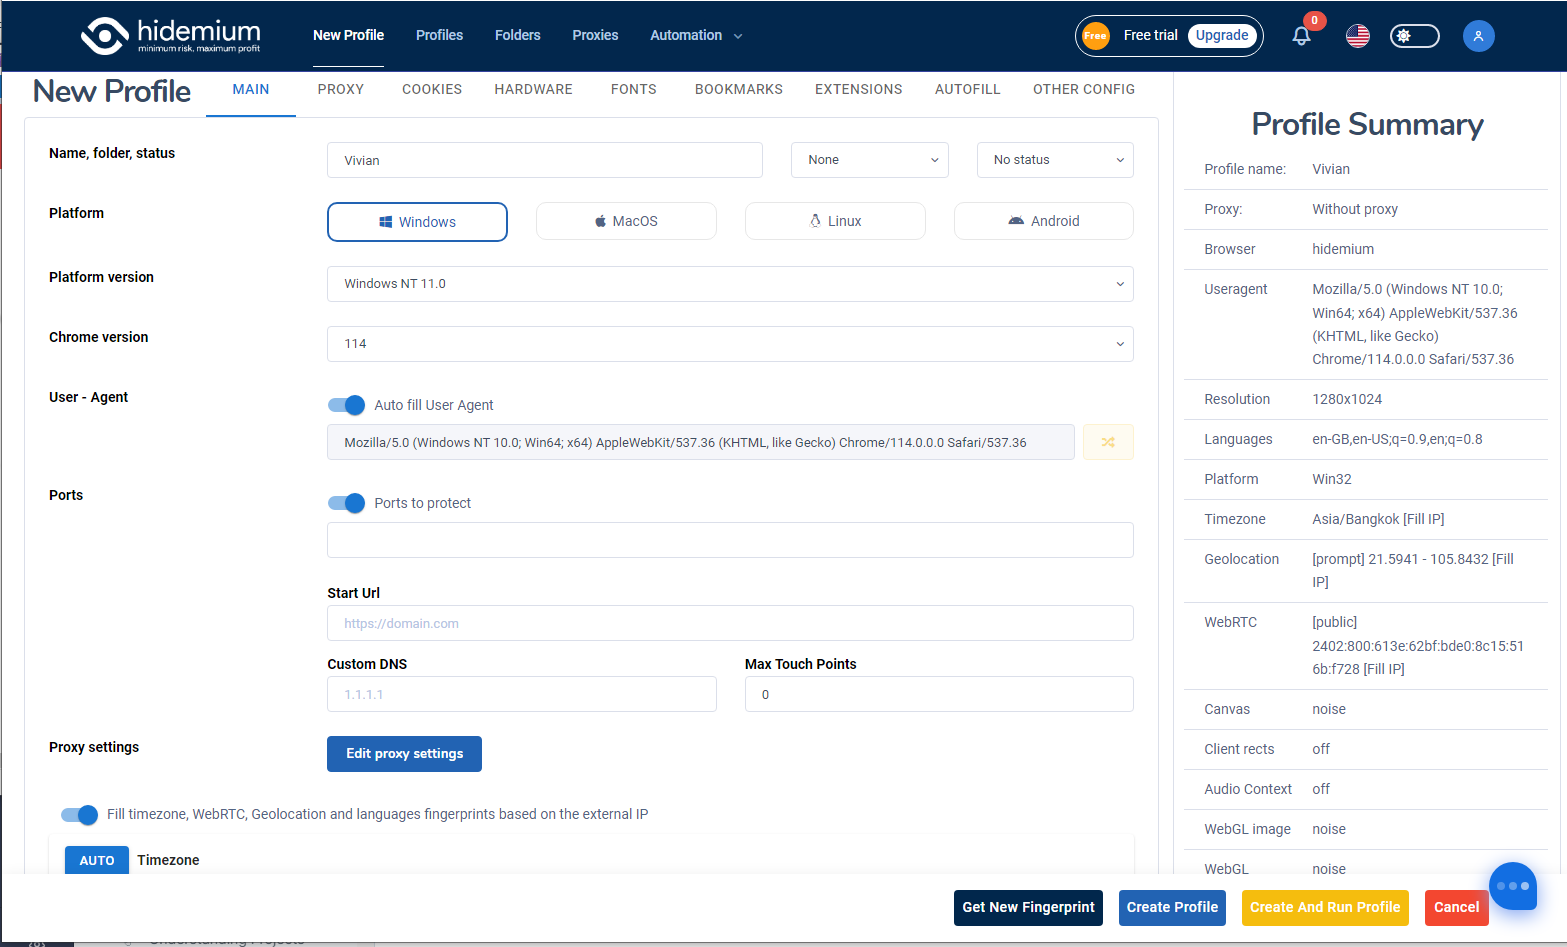 hidemium
minimum risk, maximum profit
New Profile
Profiles
Folders
Proxies
Automation
Free
Free trial
Upgrade
0
New Profile
MAIN
PROXY
COOKIES
HARDWARE
FONTS
BOOKMARKS
EXTENSIONS
AUTOFILL
OTHER CONFIG
Name, folder, status
Vivian
None
No status
Platform
Windows
MacOS
Linux
Android
Platform version
Windows NT 11.0
Chrome version
114
User - Agent
Auto fill User Agent
Mozilla/5.0 (Windows NT 10.0; Win64; x64) AppleWebKit/537.36 (KHTML, like Gecko) Chrome/114.0.0.0 Safari/537.36
Ports
Ports to protect
Start Url
https://domain.com
Custom DNS
Max Touch Points
1.1.1.1
0
Proxy settings
Edit proxy settings
Fill timezone, WebRTC, Geolocation and languages fingerprints based on the external IP
AUTO
Timezone
Profile Summary
Profile name: Vivian
Proxy: Without proxy
Browser hidemium
Useragent Mozilla/5.0 (Windows NT 10.0;
Win64; x64) AppleWebKit/537.36
(KHTML, like Gecko)
Chrome/114.0.0.0 Safari/537.36
Resolution 1280x1024
Languages en-GB,en-US;q=0.9,en;q=0.8
Platform Win32
Timezone Asia/Bangkok [Fill IP]
Geolocation [prompt] 21.5941 - 105.8432 [Fill
IP]
WebRTC [public]
2402:800:613e:62bf:bde0:8c15:51
6b:f728 [Fill IP]
Canvas noise
Client rects off
Audio Context off
WebGL image noise
WebGL noise
Get New Fingerprint
Create Profile
Create And Run Profile
Cancel
Understanding Projects